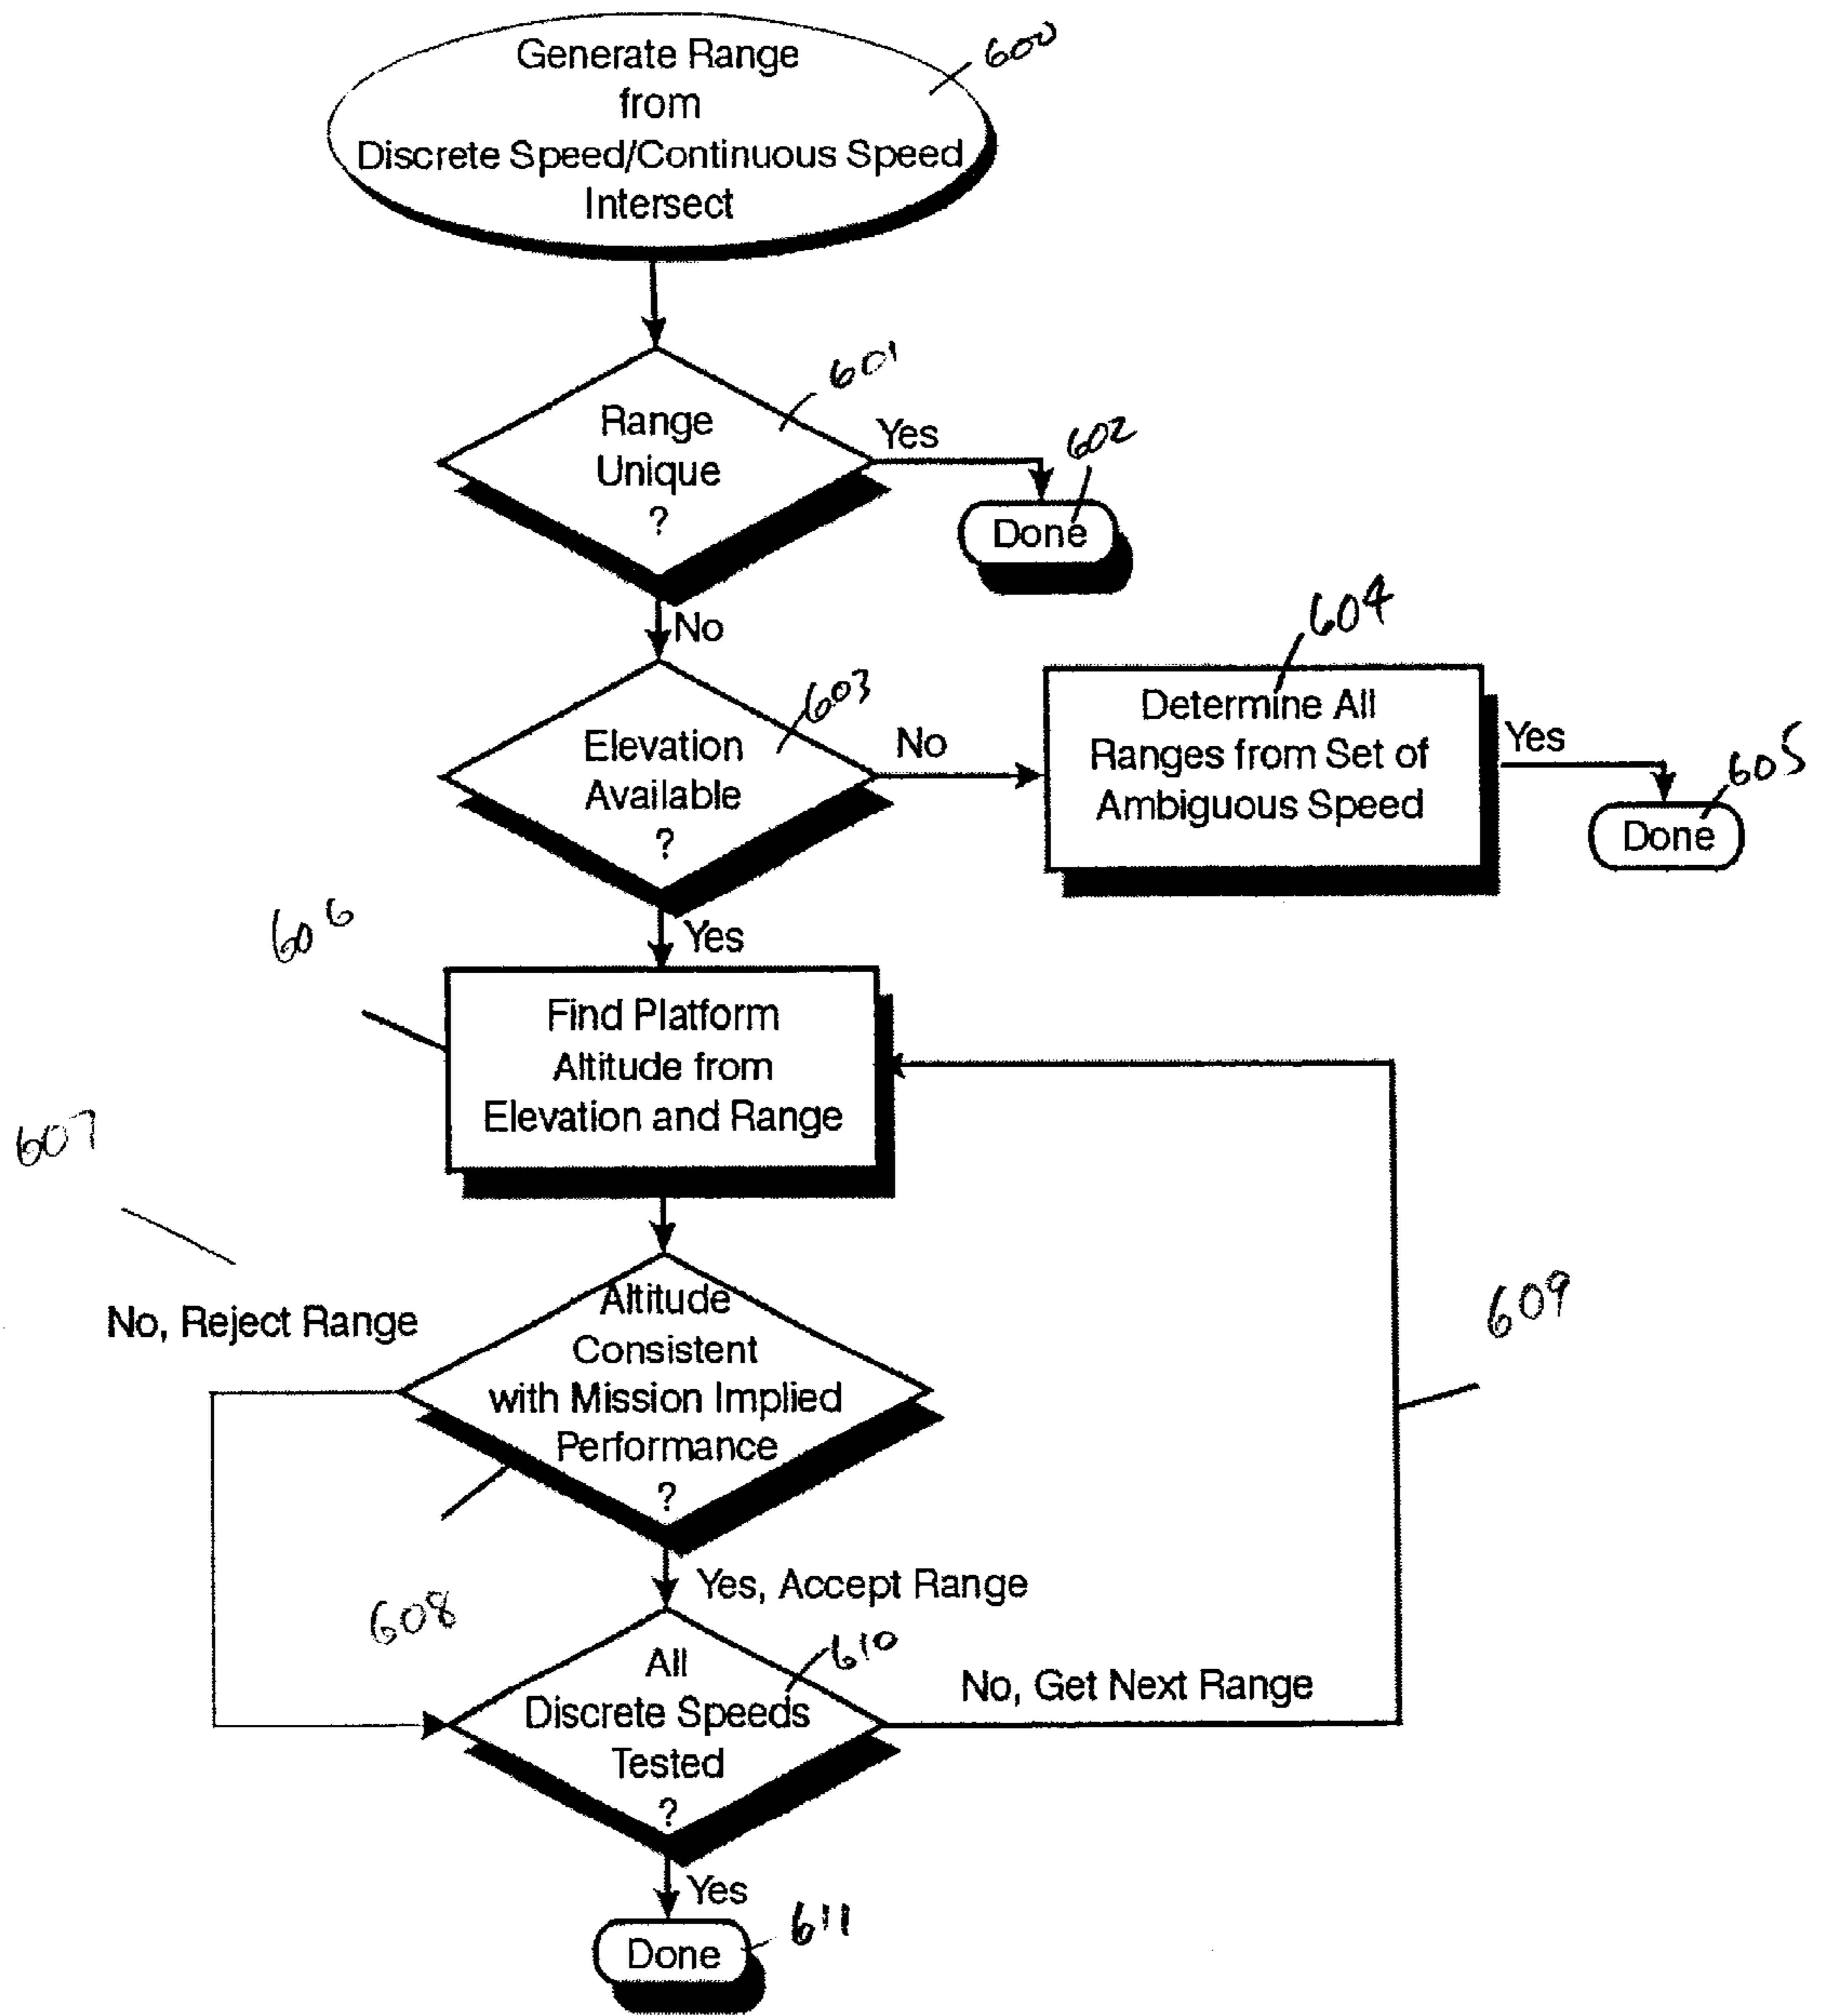 Generate Range
from
Discrete Speed/Continuous Speed
Intersect
600
Range
Unique
?
601
Yes
602
Done
No
Elevation
Available
?
603
No
604
Determine All
Ranges from Set of
Ambiguous Speed
Yes
605
Done
Yes
606
Find Platform
Altitude from
Elevation and Range
607
No, Reject Range
Altitude
Consistent
with Mission Implied
Performance
?
609
Yes, Accept Range
608
All
Discrete Speeds
Tested
?
610
No, Get Next Range
Yes
Done
611